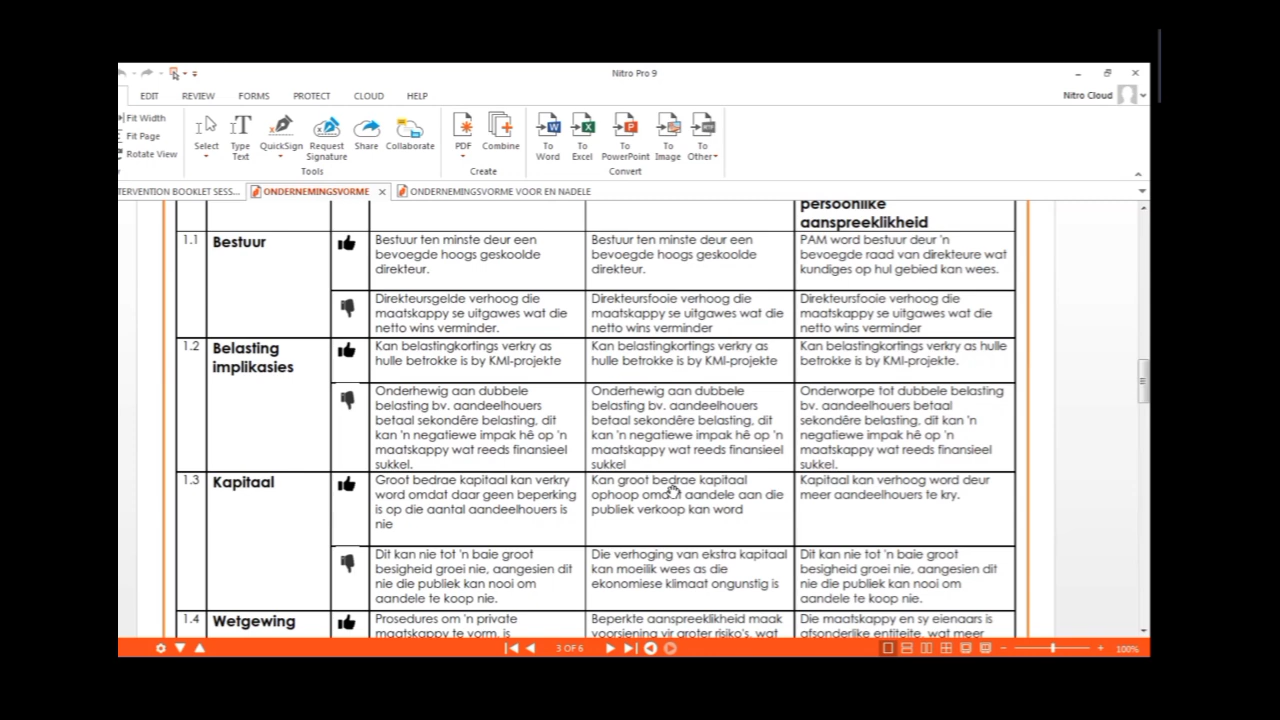 Nitro Pro 9
EDIT REVIEW FORMS PROTECT CLOUD HELP
Nitro Cloud
Fit Width
Fit Page
Rotate View
Select
Type Text
QuickSign
Request Signature
Share
Collaborate
Tools
PDF
Combine
Create
To Word
To Excel
To PowerPoint
To Image
To Other
Convert
TERVENTION BOOKLET SESS...
ONDERNEMINGSVORME
ONDERNEMINGSVORME VOOR EN NADELE
persoonlike
aanspreeklikheid
1.1
Bestuur
Bestuur ten minste deur een
bevoegde hoogs geskoolde
direkteur.
Bestuur ten minste deur een
bevoegde hoogs geskoolde
direkteur.
PAM word bestuur deur 'n
bevoegde raad van direkteure wat
kundiges op hul gebied kan wees.
Direkteursgelde verhoog die
maatskappy se uitgawes wat die
netto wins verminder.
Direkteursfooie verhoog die
maatskappy se uitgawes wat die
netto wins verminder
Direkteursfooie verhoog die
maatskappy se uitgawes wat die
netto wins verminder
1.2
Belasting
implikasies
Kan belastingkortings verkry as
hulle betrokke is by KMI-projekte
Kan belastingkortings verkry as
hulle betrokke is by KMI-projekte
Kan belastingkortings verkry as hulle
betrokke is by KMI-projekte.
Onderhewig aan dubbele
belasting bv. aandeelhouers
betaal sekondêre belasting, dit
kan 'n negatiewe impak hê op 'n
maatskappy wat reeds finansieel
sukkel.
Onderhewig aan dubbele
belasting bv. aandeelhouers
betaal sekondêre belasting, dit
kan 'n negatiewe impak hê op 'n
maatskappy wat reeds finansieel
sukkel
Onderworpe tot dubbele belasting
bv. aandeelhouers betaal
sekondêre belasting, dit kan 'n
negatiewe impak hê op 'n
maatskappy wat reeds finansieel
sukkel.
1.3
Kapitaal
Groot bedrae kapitaal kan verkry
word omdat daar geen beperking
is op die aantal aandeelhouers is
nie
Kan groot bedrae kapitaal
ophoop omdat aandele aan die
publiek verkoop kan word
Kapitaal kan verhoog word deur
meer aandeelhouers te kry.
Dit kan nie tot 'n baie groot
besigheid groei nie, aangesien dit
nie die publiek kan nooi om
aandele te koop nie.
Die verhoging van ekstra kapitaal
kan moeilik wees as die
ekonomiese klimaat ongunstig is
Dit kan nie tot 'n baie groot
besigheid groei nie, aangesien dit
nie die publiek kan nooi om
aandele te koop nie.
1.4
Wetgewing
Prosedures om 'n private
maatskappy te vorm, is
Beperkte aanspreeklikheid maak
voorsiening vir groter risiko's, wat
Die maatskappy en sy eienaars is
afsonderlike entiteite, wat meer
3 OF 6
100%